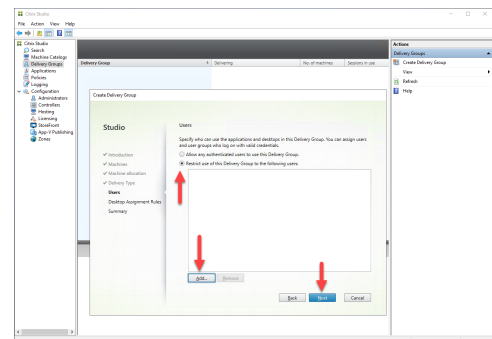 Citrix Studio
File Action View Help
Citrix Studio
Search
Machine Catalogs
Delivery Groups
Applications
Policies
Logging
Configuration
Administrators
Controllers
Hosting
Licensing
StoreFront
App-V Publishing
Zones
Delivery Group Delivering No. of machines Sessions in use
Actions
Delivery Groups
Create Delivery Group
View
Refresh
Help
Create Delivery Group
Studio
Introduction
Machines
Machine allocation
Delivery Type
Users
Desktop Assignment Rules
Summary
Users
Specify who can use the applications and desktops in this Delivery Group. You can assign users
and user groups who log on with valid credentials.
Allow any authenticated users to use this Delivery Group.
Restrict use of this Delivery Group to the following users:
Add... Remove
Back Next Cancel